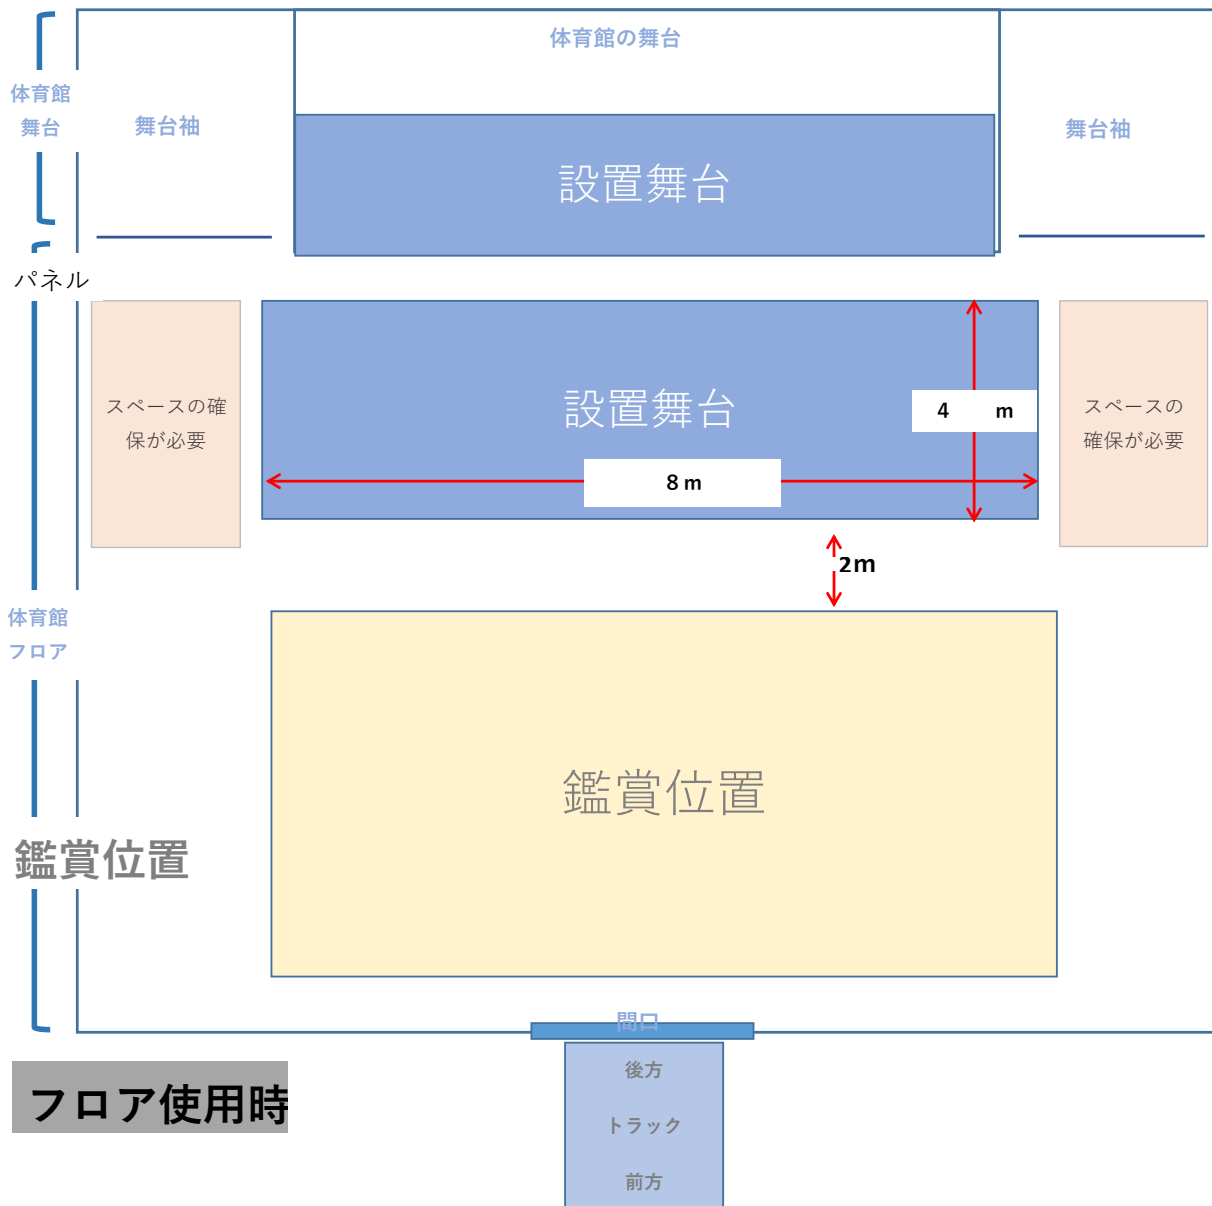 体育館の舞台
体育館
舞台
舞台袖
舞台袖
設置舞台
パネル
スペースの確
保が必要
設置舞台
4 m
8 m
スペースの
確保が必要
2m
体育館
フロア
鑑賞位置
鑑賞位置
間口
後方
トラック
前方
フロア使用時